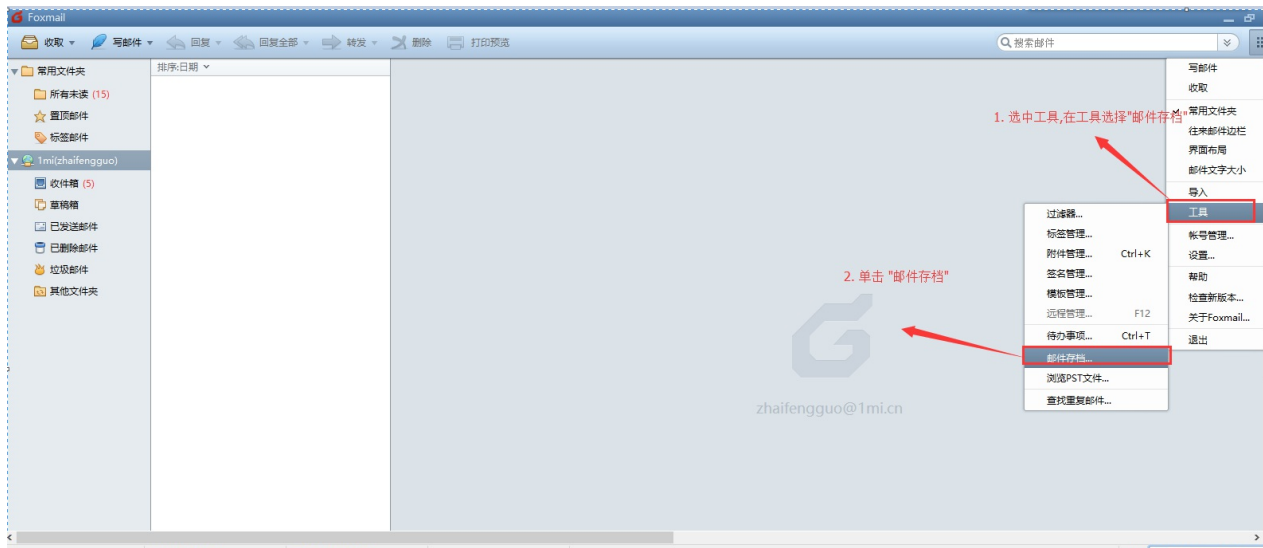 Foxmail
收取 写邮件 回复 回复全部 转发 删除 打印预览 搜索邮件
常用文件夹
所有未读 (15)
置顶邮件
标签邮件
1mi(zhaifengguo)
收件箱 (5)
草稿箱
已发送邮件
已删除邮件
垃圾邮件
其他文件夹
排序:日期
1. 选中工具,在工具选择"邮件存档"
2. 单击 "邮件存档"
zhaifengguo@1mi.cn
写邮件
收取
常用文件夹
往来邮件边栏
界面布局
邮件文字大小
导入
工具
帐号管理...
设置...
帮助
检查新版本...
关于Foxmail...
退出
过滤器...
标签管理...
附件管理... Ctrl+K
签名管理...
模板管理...
远程管理... F12
待办事项... Ctrl+T
邮件存档...
浏览PST文件...
查找重复邮件...